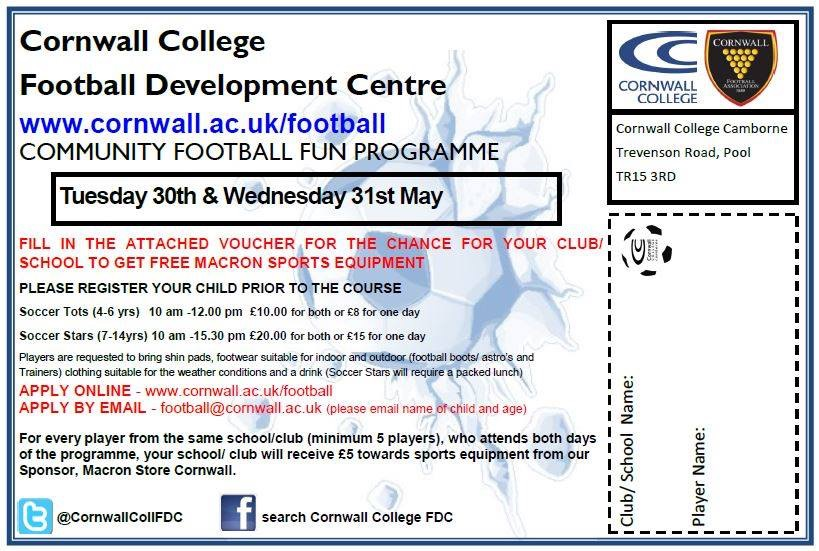 Cornwall College
Football Development Centre
www.cornwall.ac.uk/football
COMMUNITY FOOTBALL FUN PROGRAMME
Tuesday 30th & Wednesday 31st May
FILL IN THE ATTACHED VOUCHER FOR THE CHANCE FOR YOUR CLUB/
SCHOOL TO GET FREE MACRON SPORTS EQUIPMENT
PLEASE REGISTER YOUR CHILD PRIOR TO THE COURSE
Soccer Tots (4-6 yrs) 10 am -12.00 pm £10.00 for both or £8 for one day
Soccer Stars (7-14yrs) 10 am -15.30 pm £20.00 for both or £15 for one day
Players are requested to bring shin pads, footwear suitable for indoor and outdoor (football boots/ astro's and
Trainers) clothing suitable for the weather conditions and a drink (Soccer Stars will require a packed lunch)
APPLY ONLINE - www.cornwall.ac.uk/football
APPLY BY EMAIL - football@cornwall.ac.uk (please email name of child and age)
For every player from the same school/club (minimum 5 players), who attends both days
of the programme, your school/ club will receive £5 towards sports equipment from our
Sponsor, Macron Store Cornwall.
@CornwallCollFDC
search Cornwall College FDC
CORNWALL
COLLEGE
CORNWALL
FOOTBALL
ASSOCIATION
1889
Cornwall College Camborne
Trevenson Road, Pool
TR15 3RD
Cornwall
Club/ School Name:
Player Name: